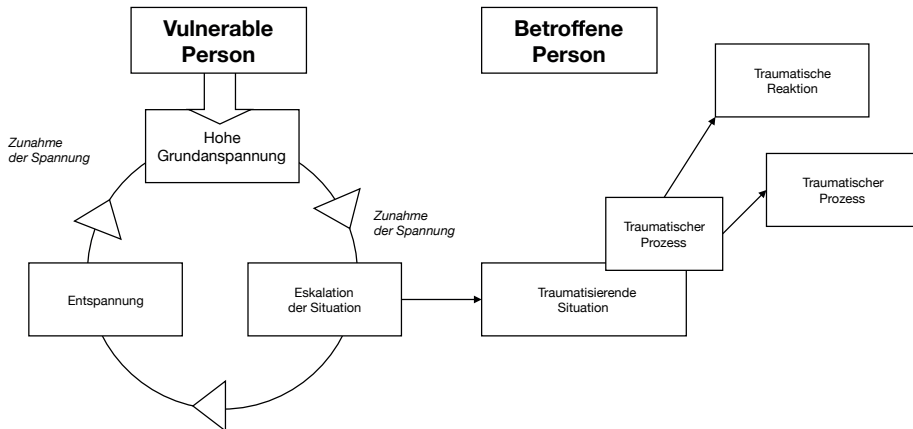 Vulnerable
Person
Betroffene
Person
Traumatische
Reaktion
Hohe
Grundanspannung
Zunahme
der Spannung
Traumatischer
Prozess
Zunahme
der Spannung
Traumatischer
Prozess
Entspannung
Eskalation
der Situation
Traumatisierende
Situation